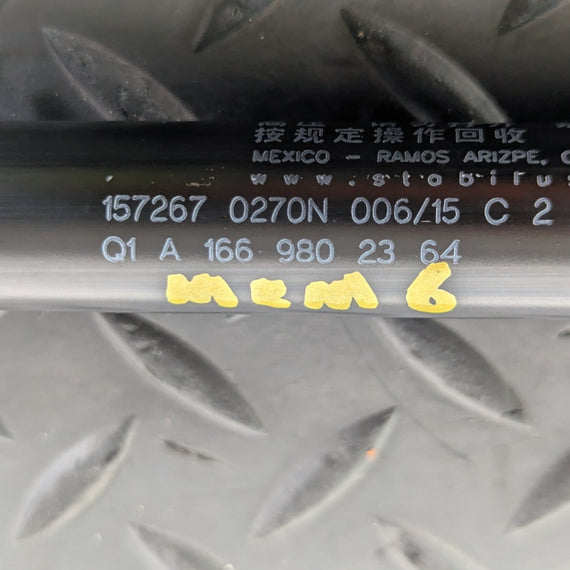 按规定操作回收
MEXICO - RAMOS ARIZPE, C
www.stabirus
157267 0270N 006/15 C 2
Q1 A 166 980 23 64
mem 6